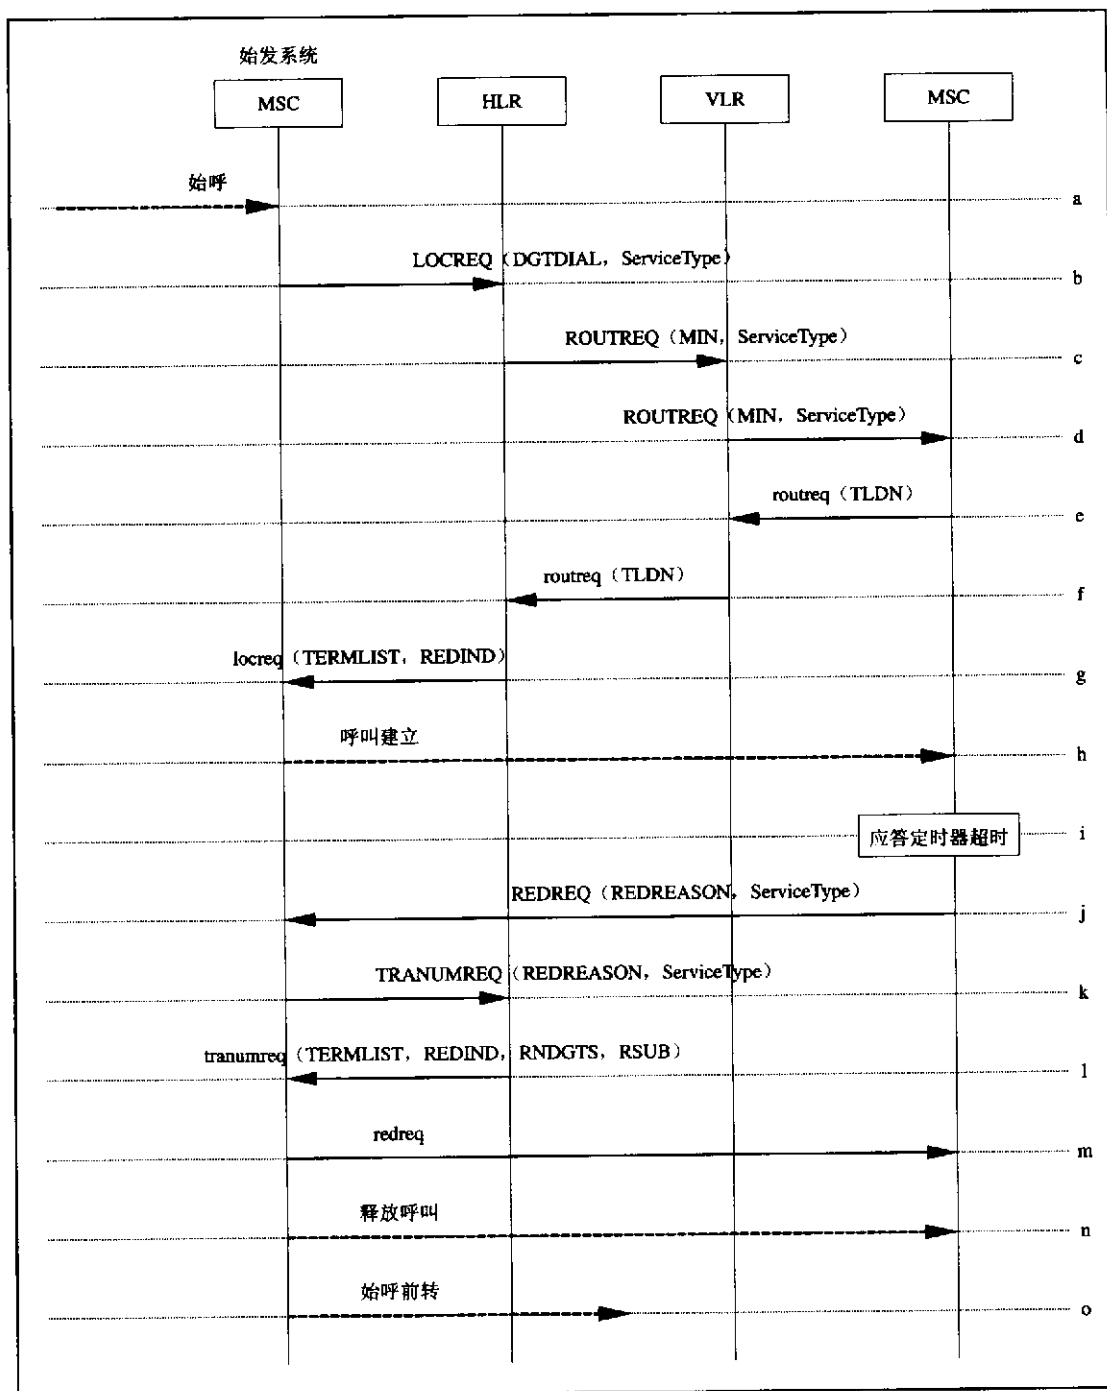 始发系统
MSC HLR VLR MSC
始呼
a
LOCREQ（DGTDIAL，ServiceType）
b
ROUTREQ（MIN，ServiceType）
c
ROUTREQ（MIN，ServiceType）
d
routreq（TLDN）
e
routreq（TLDN）
f
locreq（TERMLIST，REDIND）
g
呼叫建立
h
应答定时器超时
i
REDREQ（REDREASON，ServiceType）
j
TRANUMREQ（REDREASON，ServiceType）
k
tranumreq（TERMLIST，REDIND，RNDGTS，RSUB）
l
redreq
m
释放呼叫
n
始呼前转
o